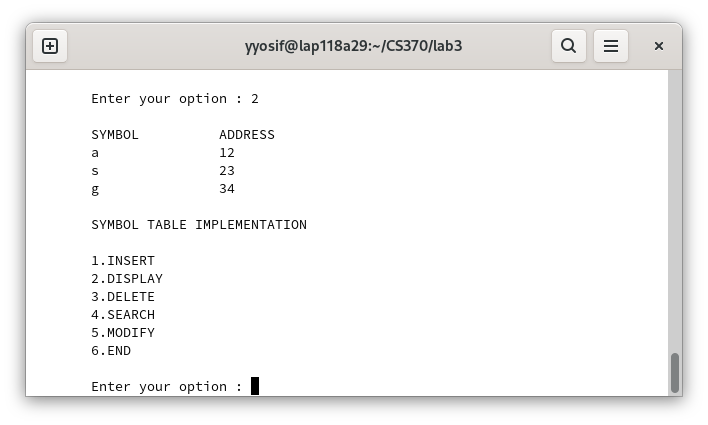 yyosif@lap118a29:~/CS370/lab3
Enter your option : 2
SYMBOL ADDRESS
a 12
s 23
g 34
SYMBOL TABLE IMPLEMENTATION
1.INSERT
2.DISPLAY
3.DELETE
4.SEARCH
5.MODIFY
6.END
Enter your option :